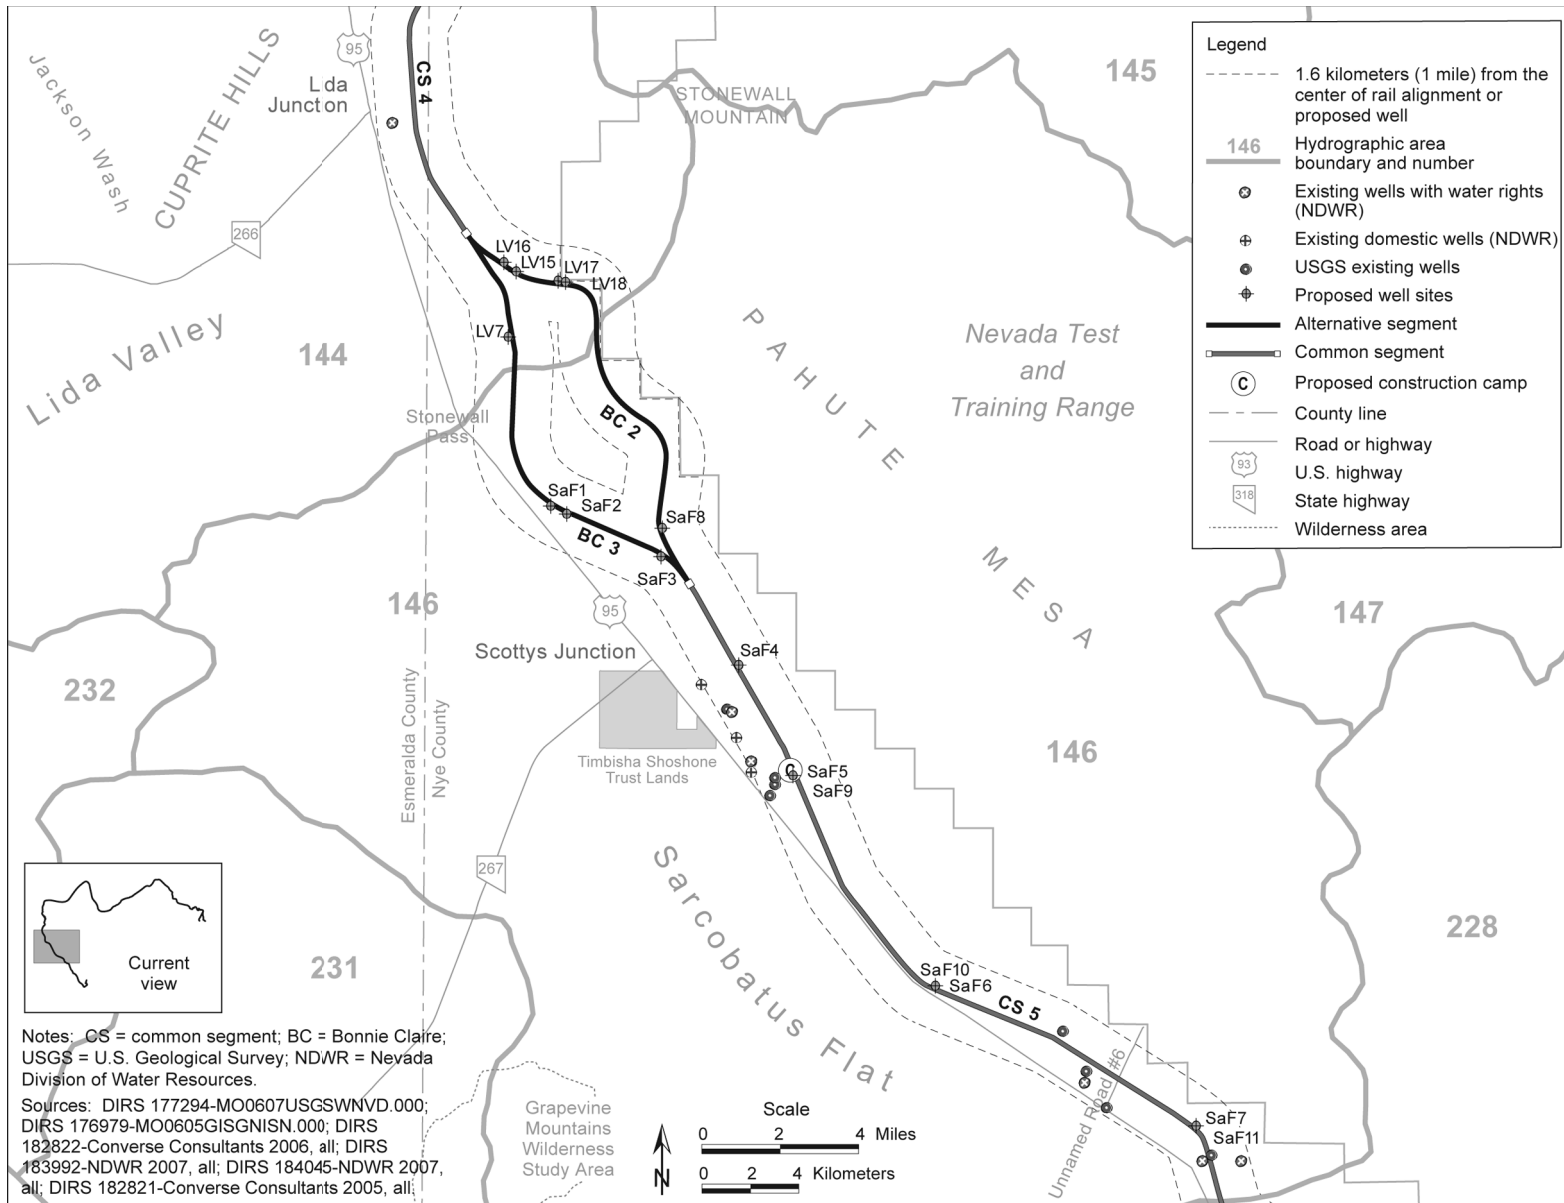 Jackson Wash
CUPRITE HILLS
95
Lida
Junction
CS 4
STONEWALL
MOUNTAIN
145
266
LV16
LV15
LV17
LV18
LV7
Lida Valley
144
Stonewall
Pass
BC 2
PAHUTE
MESA
Nevada Test
and
Training Range
SaF1
SaF2
SaF8
BC 3
SaF3
146
95
Scottys Junction
SaF4
147
232
Esmeralda County
Nye County
Timbisha Shoshone
Trust Lands
C
SaF5
SaF9
146
267
Sarcobatus Flat
228
231
SaF10
SaF6
CS 5
Unnamed Road #6
SaF7
SaF11
Grapevine
Mountains
Wilderness
Study Area
Legend
1.6 kilometers (1 mile) from the
center of rail alignment or
proposed well
146 Hydrographic area
boundary and number
Existing wells with water rights
(NDWR)
Existing domestic wells (NDWR)
USGS existing wells
Proposed well sites
Alternative segment
Common segment
C Proposed construction camp
County line
Road or highway
93 U.S. highway
318 State highway
Wilderness area
Current
view
Notes: CS = common segment; BC = Bonnie Claire;
USGS = U.S. Geological Survey; NDWR = Nevada
Division of Water Resources.
Sources: DIRS 177294-MO0607USGSWNVD.000;
DIRS 176979-MO0605GISGNISN.000; DIRS
182822-Converse Consultants 2006, all; DIRS
183992-NDWR 2007, all; DIRS 184045-NDWR 2007,
all; DIRS 182821-Converse Consultants 2005, all.
N
Scale
0 2 4 Miles
0 2 4 Kilometers